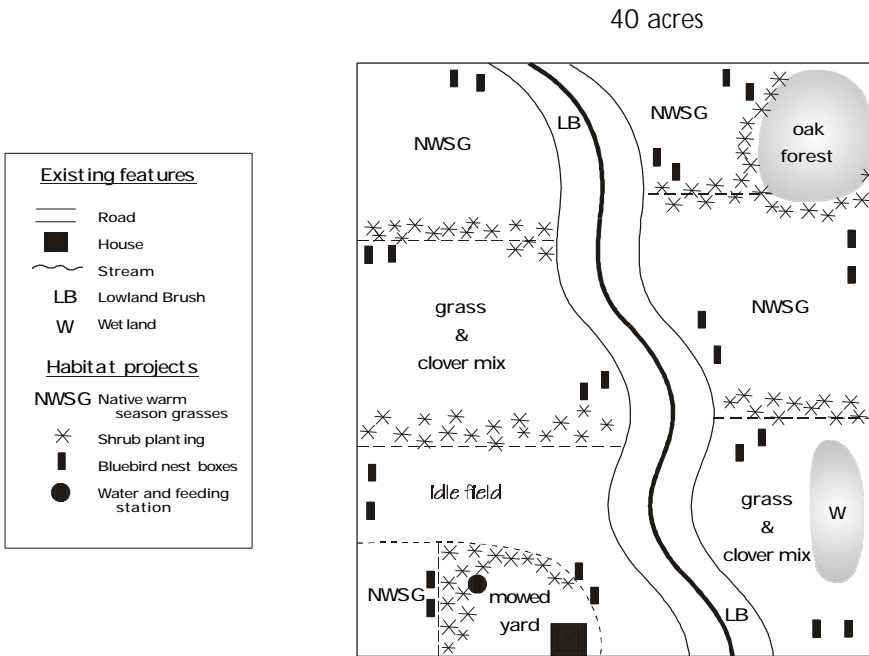 40 acres
Existing features
Road
House
Stream
LB Lowland Brush
W Wetland
Habitat projects
NWSG Native warm
season grasses
Shrub planting
Bluebird nest boxes
Water and feeding
station
NWSG
LB
NWSG
oak
forest
grass
&
clover mix
NWSG
Idle field
grass
&
clover mix
W
NWSG
mowed
yard
LB